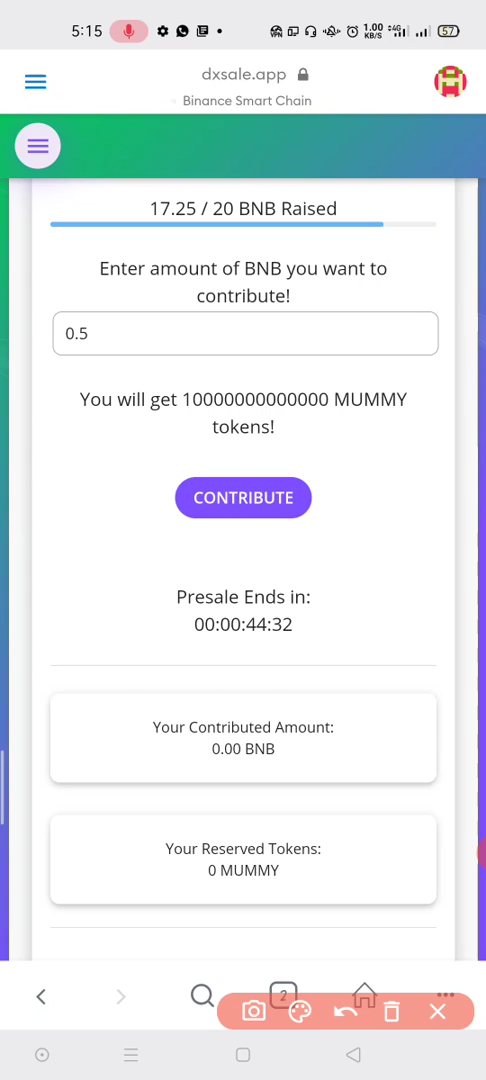 5:15
1.00 KB/S 4G 57
dxsale.app
Binance Smart Chain
17.25 / 20 BNB Raised
Enter amount of BNB you want to
contribute!
0.5
You will get 10000000000000 MUMMY
tokens!
CONTRIBUTE
Presale Ends in:
00:00:44:32
Your Contributed Amount:
0.00 BNB
Your Reserved Tokens:
0 MUMMY
2